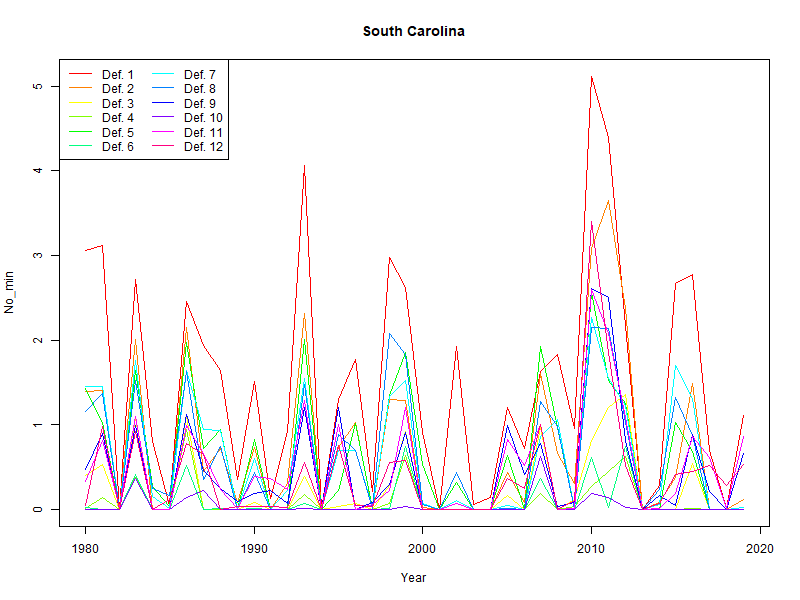 South Carolina
Def. 1 Def. 7
Def. 2 Def. 8
Def. 3 Def. 9
Def. 4 Def. 10
Def. 5 Def. 11
Def. 6 Def. 12
5
4
3
2
1
0
No_min
1980 1990 2000 2010 2020
Year